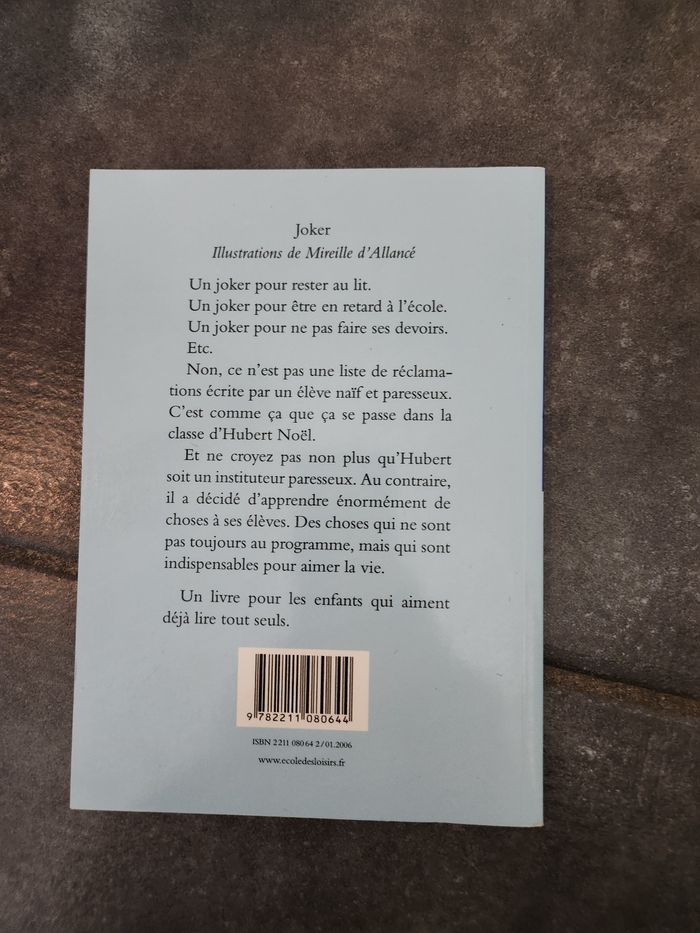 Joker
Illustrations de Mireille d'Allancé
Un joker pour rester au lit.
Un joker pour être en retard à l'école.
Un joker pour ne pas faire ses devoirs.
Etc.
Non, ce n'est pas une liste de réclama-
tions écrite par un élève naïf et paresseux.
C'est comme ça que ça se passe dans la
classe d'Hubert Noël.
Et ne croyez pas non plus qu'Hubert
soit un instituteur paresseux. Au contraire,
il a décidé d'apprendre énormément de
choses à ses élèves. Des choses qui ne sont
pas toujours au programme, mais qui sont
indispensables pour aimer la vie.
Un livre pour les enfants qui aiment
déjà lire tout seuls.
9 782211 080644
ISBN 2 211 080 64 2 / 01.2006
www.ecoledesloisirs.fr